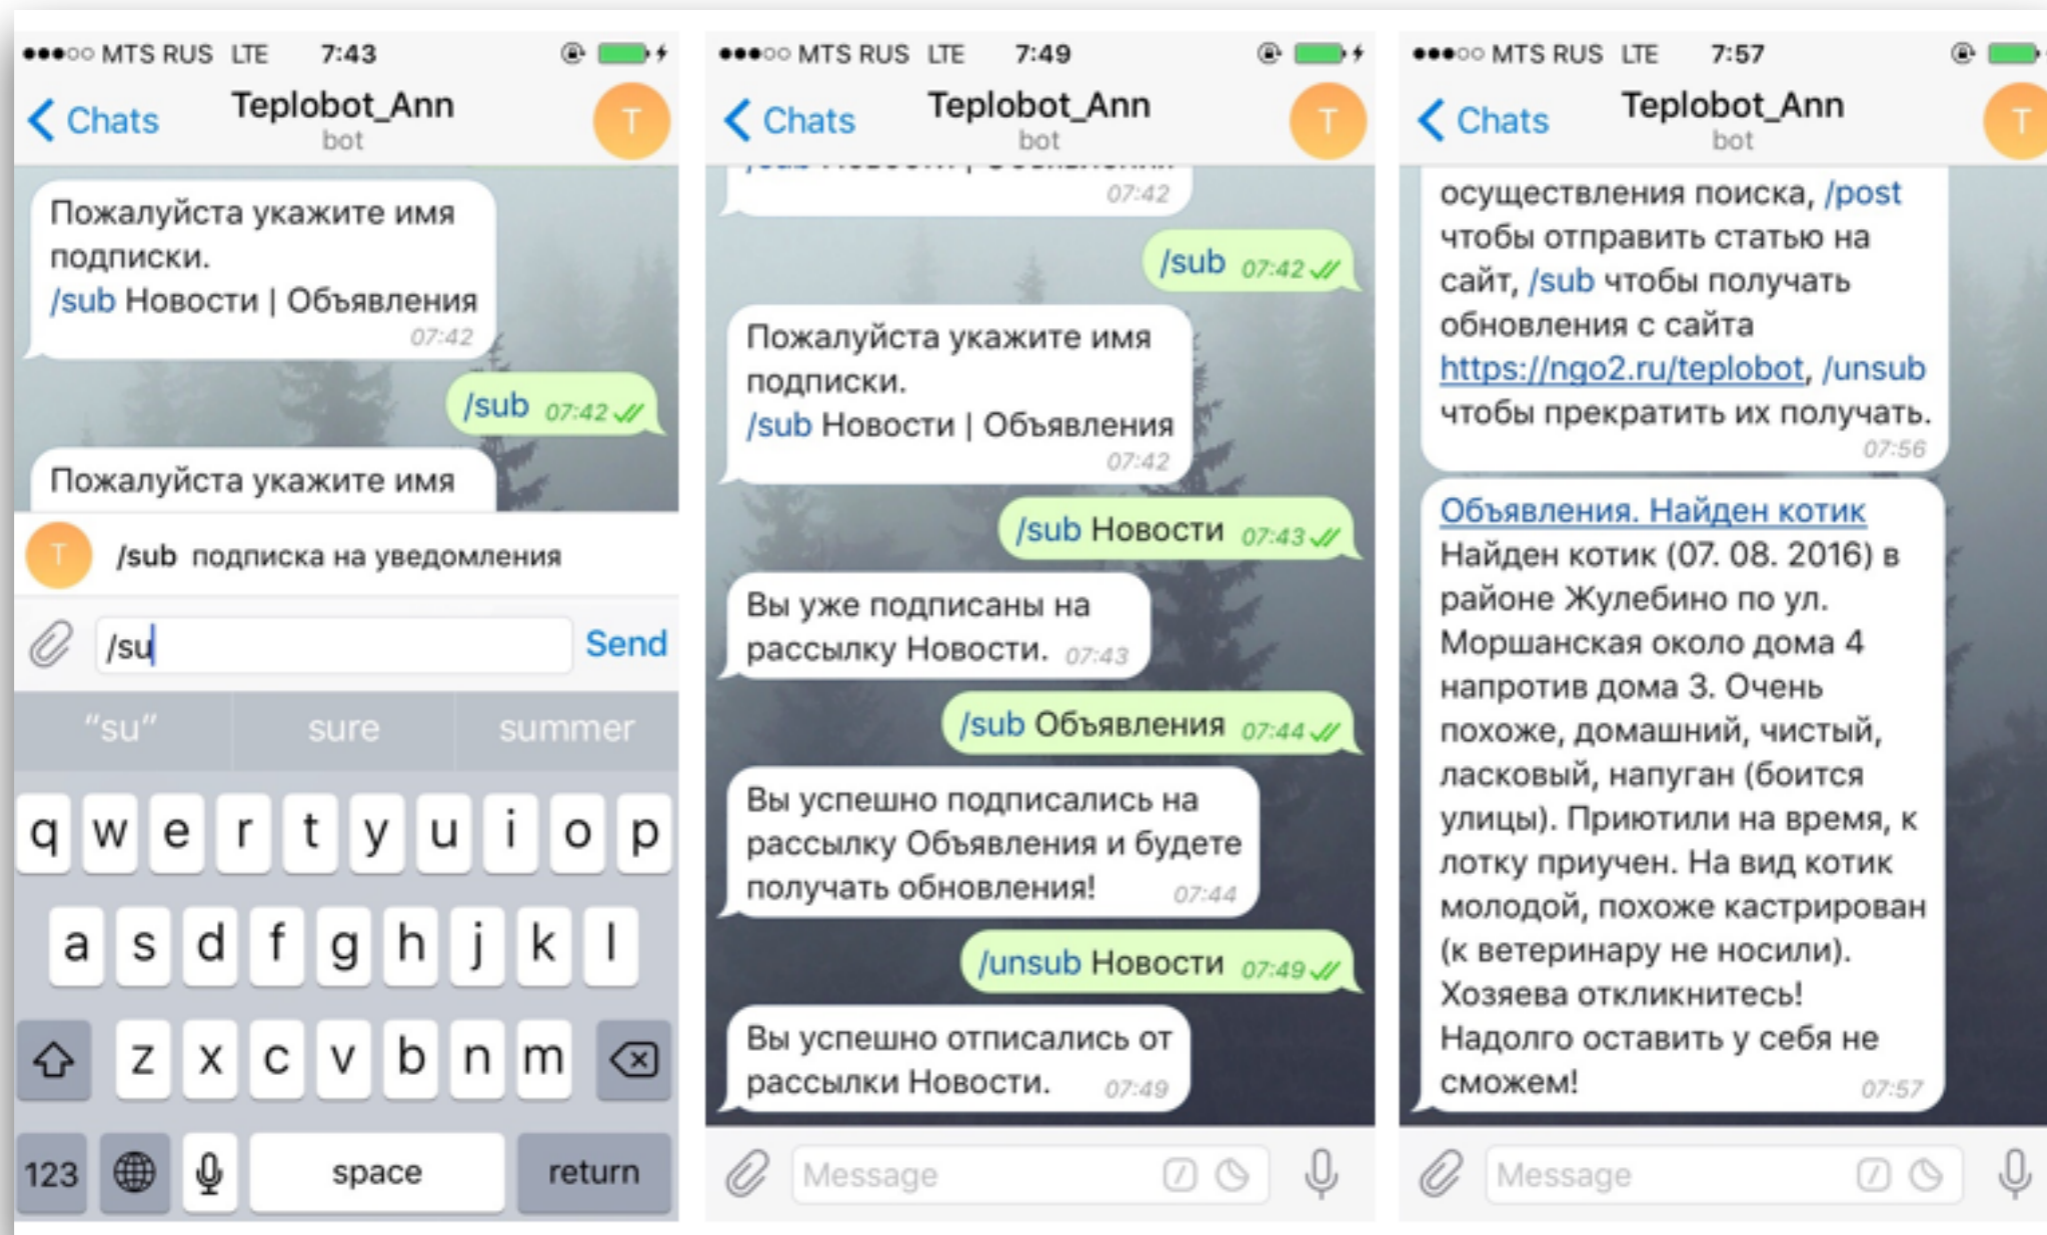 MTS RUS LTE 7:43
Chats
Teplobot_Ann
bot
T
Пожалуйста укажите имя
подписки.
/sub Новости | Объявления
07:42
/sub 07:42
Пожалуйста укажите имя
T
/sub подписка на уведомления
/su
Send
"su" sure summer
q w e r t y u i o p
a s d f g h j k l
z x c v b n m
123 space return
MTS RUS LTE 7:49
Chats
Teplobot_Ann
bot
T
07:42
/sub 07:42
Пожалуйста укажите имя
подписки.
/sub Новости | Объявления
07:42
/sub Новости 07:43
Вы уже подписаны на
рассылку Новости. 07:43
/sub Объявления 07:44
Вы успешно подписались на
рассылку Объявления и будете
получать обновления! 07:44
/unsub Новости 07:49
Вы успешно отписались от
рассылки Новости. 07:49
Message
MTS RUS LTE 7:57
Chats
Teplobot_Ann
bot
T
осуществления поиска, /post
чтобы отправить статью на
сайт, /sub чтобы получать
обновления с сайта
https://ngo2.ru/teplobot, /unsub
чтобы прекратить их получать.
07:56
Объявления. Найден котик
Найден котик (07. 08. 2016) в
районе Жулебино по ул.
Моршанская около дома 4
напротив дома 3. Очень
похоже, домашний, чистый,
ласковый, напуган (боится
улицы). Приютили на время, к
лотку приучен. На вид котик
молодой, похоже кастрирован
(к ветеринару не носили).
Хозяева откликнитесь!
Надолго оставить у себя не
сможем! 07:57
Message